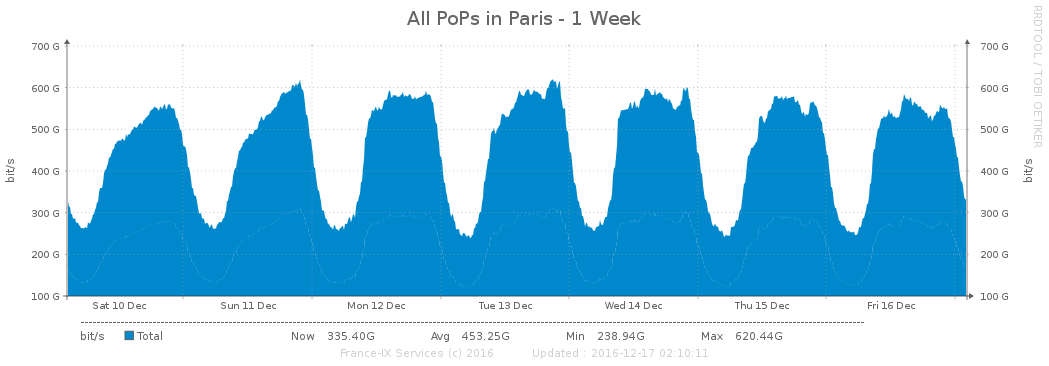 All PoPs in Paris - 1 Week
RRDTOOL / TOBI OETIKER
700 G 700 G
600 G 600 G
500 G 500 G
400 G 400 G
300 G 300 G
200 G 200 G
100 G 100 G
bit/s
bit/s
Sat 10 Dec Sun 11 Dec Mon 12 Dec Tue 13 Dec Wed 14 Dec Thu 15 Dec Fri 16 Dec
bit/s Total Now 335.40G Avg 453.25G Min 238.94G Max 620.44G
France-IX Services (c) 2016 Updated : 2016-12-17 02:10:11